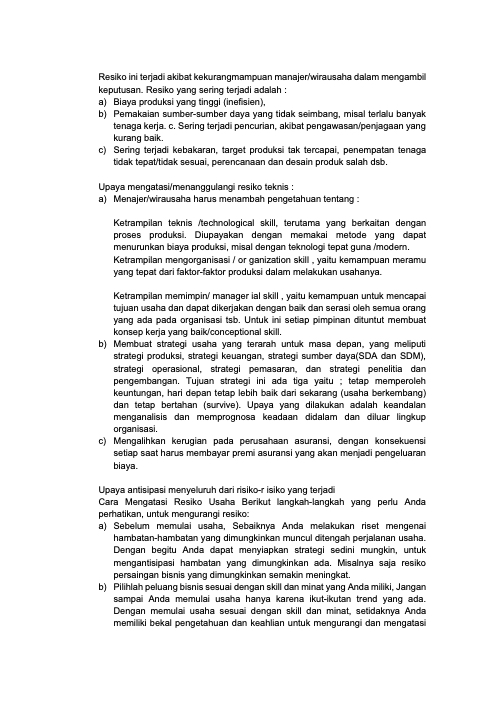 Resiko ini terjadi akibat kekurangmampuan manajer/wirausaha dalam mengambil
keputusan. Resiko yang sering terjadi adalah :
a) Biaya produksi yang tinggi (inefisien),
b) Pemakaian sumber-sumber daya yang tidak seimbang, misal terlalu banyak
tenaga kerja. c. Sering terjadi pencurian, akibat pengawasan/penjagaan yang
kurang baik.
c) Sering terjadi kebakaran, target produksi tak tercapai, penempatan tenaga
tidak tepat/tidak sesuai, perencanaan dan desain produk salah dsb.
Upaya mengatasi/menanggulangi resiko teknis :
a) Menajer/wirausaha harus menambah pengetahuan tentang :
Ketrampilan teknis /technological skill, terutama yang berkaitan dengan
proses produksi. Diupayakan dengan memakai metode yang dapat
menurunkan biaya produksi, misal dengan teknologi tepat guna /modern.
Ketrampilan mengorganisasi / or ganization skill , yaitu kemampuan meramu
yang tepat dari faktor-faktor produksi dalam melakukan usahanya.
Ketrampilan memimpin/ manager ial skill , yaitu kemampuan untuk mencapai
tujuan usaha dan dapat dikerjakan dengan baik dan serasi oleh semua orang
yang ada pada organisasi tsb. Untuk ini setiap pimpinan dituntut membuat
konsep kerja yang baik/conceptional skill.
b) Membuat strategi usaha yang terarah untuk masa depan, yang meliputi
strategi produksi, strategi keuangan, strategi sumber daya(SDA dan SDM),
strategi operasional, strategi pemasaran, dan strategi penelitia dan
pengembangan. Tujuan strategi ini ada tiga yaitu ; tetap memperoleh
keuntungan, hari depan tetap lebih baik dari sekarang (usaha berkembang)
dan tetap bertahan (survive). Upaya yang dilakukan adalah keandalan
menganalisis dan memprognosa keadaan didalam dan diluar lingkup
organisasi.
c) Mengalihkan kerugian pada perusahaan asuransi, dengan konsekuensi
setiap saat harus membayar premi asuransi yang akan menjadi pengeluaran
biaya.
Upaya antisipasi menyeluruh dari risiko-r isiko yang terjadi
Cara Mengatasi Resiko Usaha Berikut langkah-langkah yang perlu Anda
perhatikan, untuk mengurangi resiko:
a) Sebelum memulai usaha, Sebaiknya Anda melakukan riset mengenai
hambatan-hambatan yang dimungkinkan muncul ditengah perjalanan usaha.
Dengan begitu Anda dapat menyiapkan strategi sedini mungkin, untuk
mengantisipasi hambatan yang dimungkinkan ada. Misalnya saja resiko
persaingan bisnis yang dimungkinkan semakin meningkat.
b) Pilihlah peluang bisnis sesuai dengan skill dan minat yang Anda miliki, Jangan
sampai Anda memulai usaha hanya karena ikut-ikutan trend yang ada.
Dengan memulai usaha sesuai dengan skill dan minat, setidaknya Anda
memiliki bekal pengetahuan dan keahlian untuk mengurangi dan mengatasi